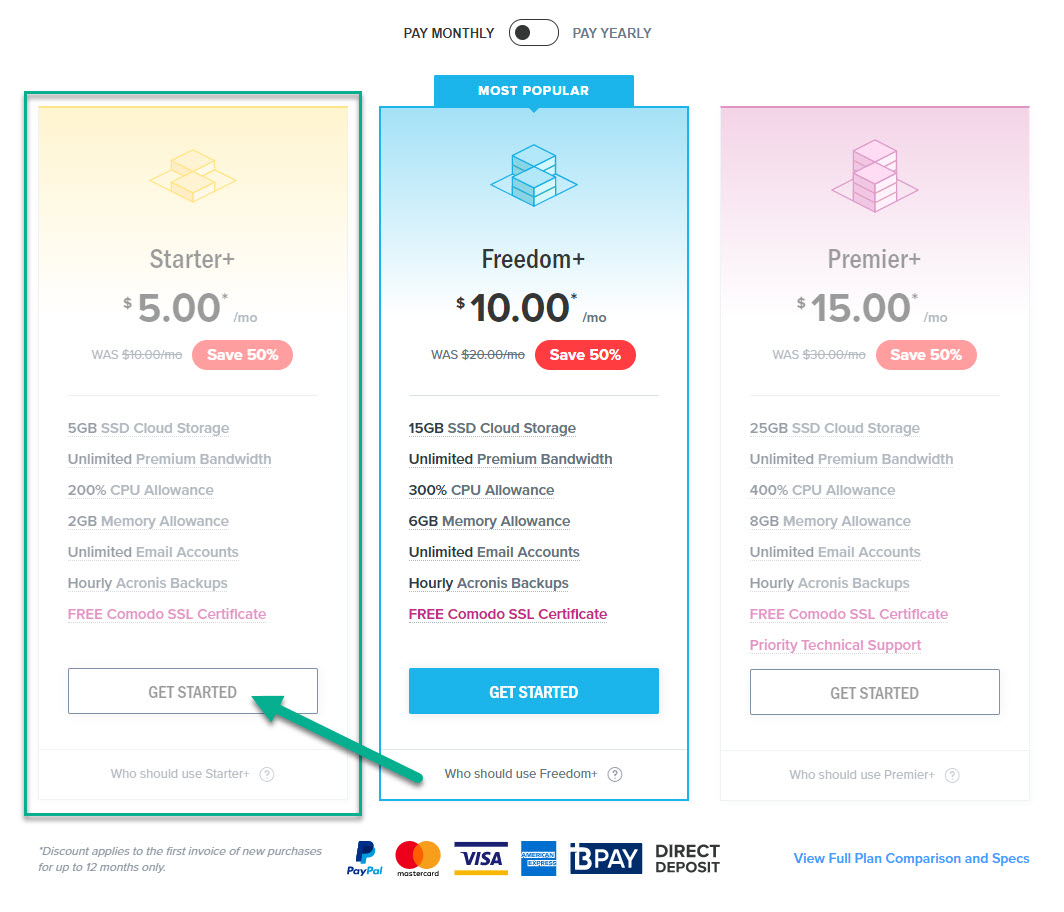 PAY MONTHLY PAY YEARLY
MOST POPULAR
Starter+
$ 5.00* /mo
WAS $10.00/mo Save 50%
5GB SSD Cloud Storage
Unlimited Premium Bandwidth
200% CPU Allowance
2GB Memory Allowance
Unlimited Email Accounts
Hourly Acronis Backups
FREE Comodo SSL Certificate
GET STARTED
Who should use Starter+ ?
Freedom+
$ 10.00* /mo
WAS $20.00/mo Save 50%
15GB SSD Cloud Storage
Unlimited Premium Bandwidth
300% CPU Allowance
6GB Memory Allowance
Unlimited Email Accounts
Hourly Acronis Backups
FREE Comodo SSL Certificate
GET STARTED
Who should use Freedom+ ?
Premier+
$ 15.00* /mo
WAS $30.00/mo Save 50%
25GB SSD Cloud Storage
Unlimited Premium Bandwidth
400% CPU Allowance
8GB Memory Allowance
Unlimited Email Accounts
Hourly Acronis Backups
FREE Comodo SSL Certificate
Priority Technical Support
GET STARTED
Who should use Premier+ ?
*Discount applies to the first invoice of new purchases
for up to 12 months only.
PayPal
mastercard
VISA
AMERICAN
EXPRESS
BPAY
DIRECT
DEPOSIT
View Full Plan Comparison and Specs